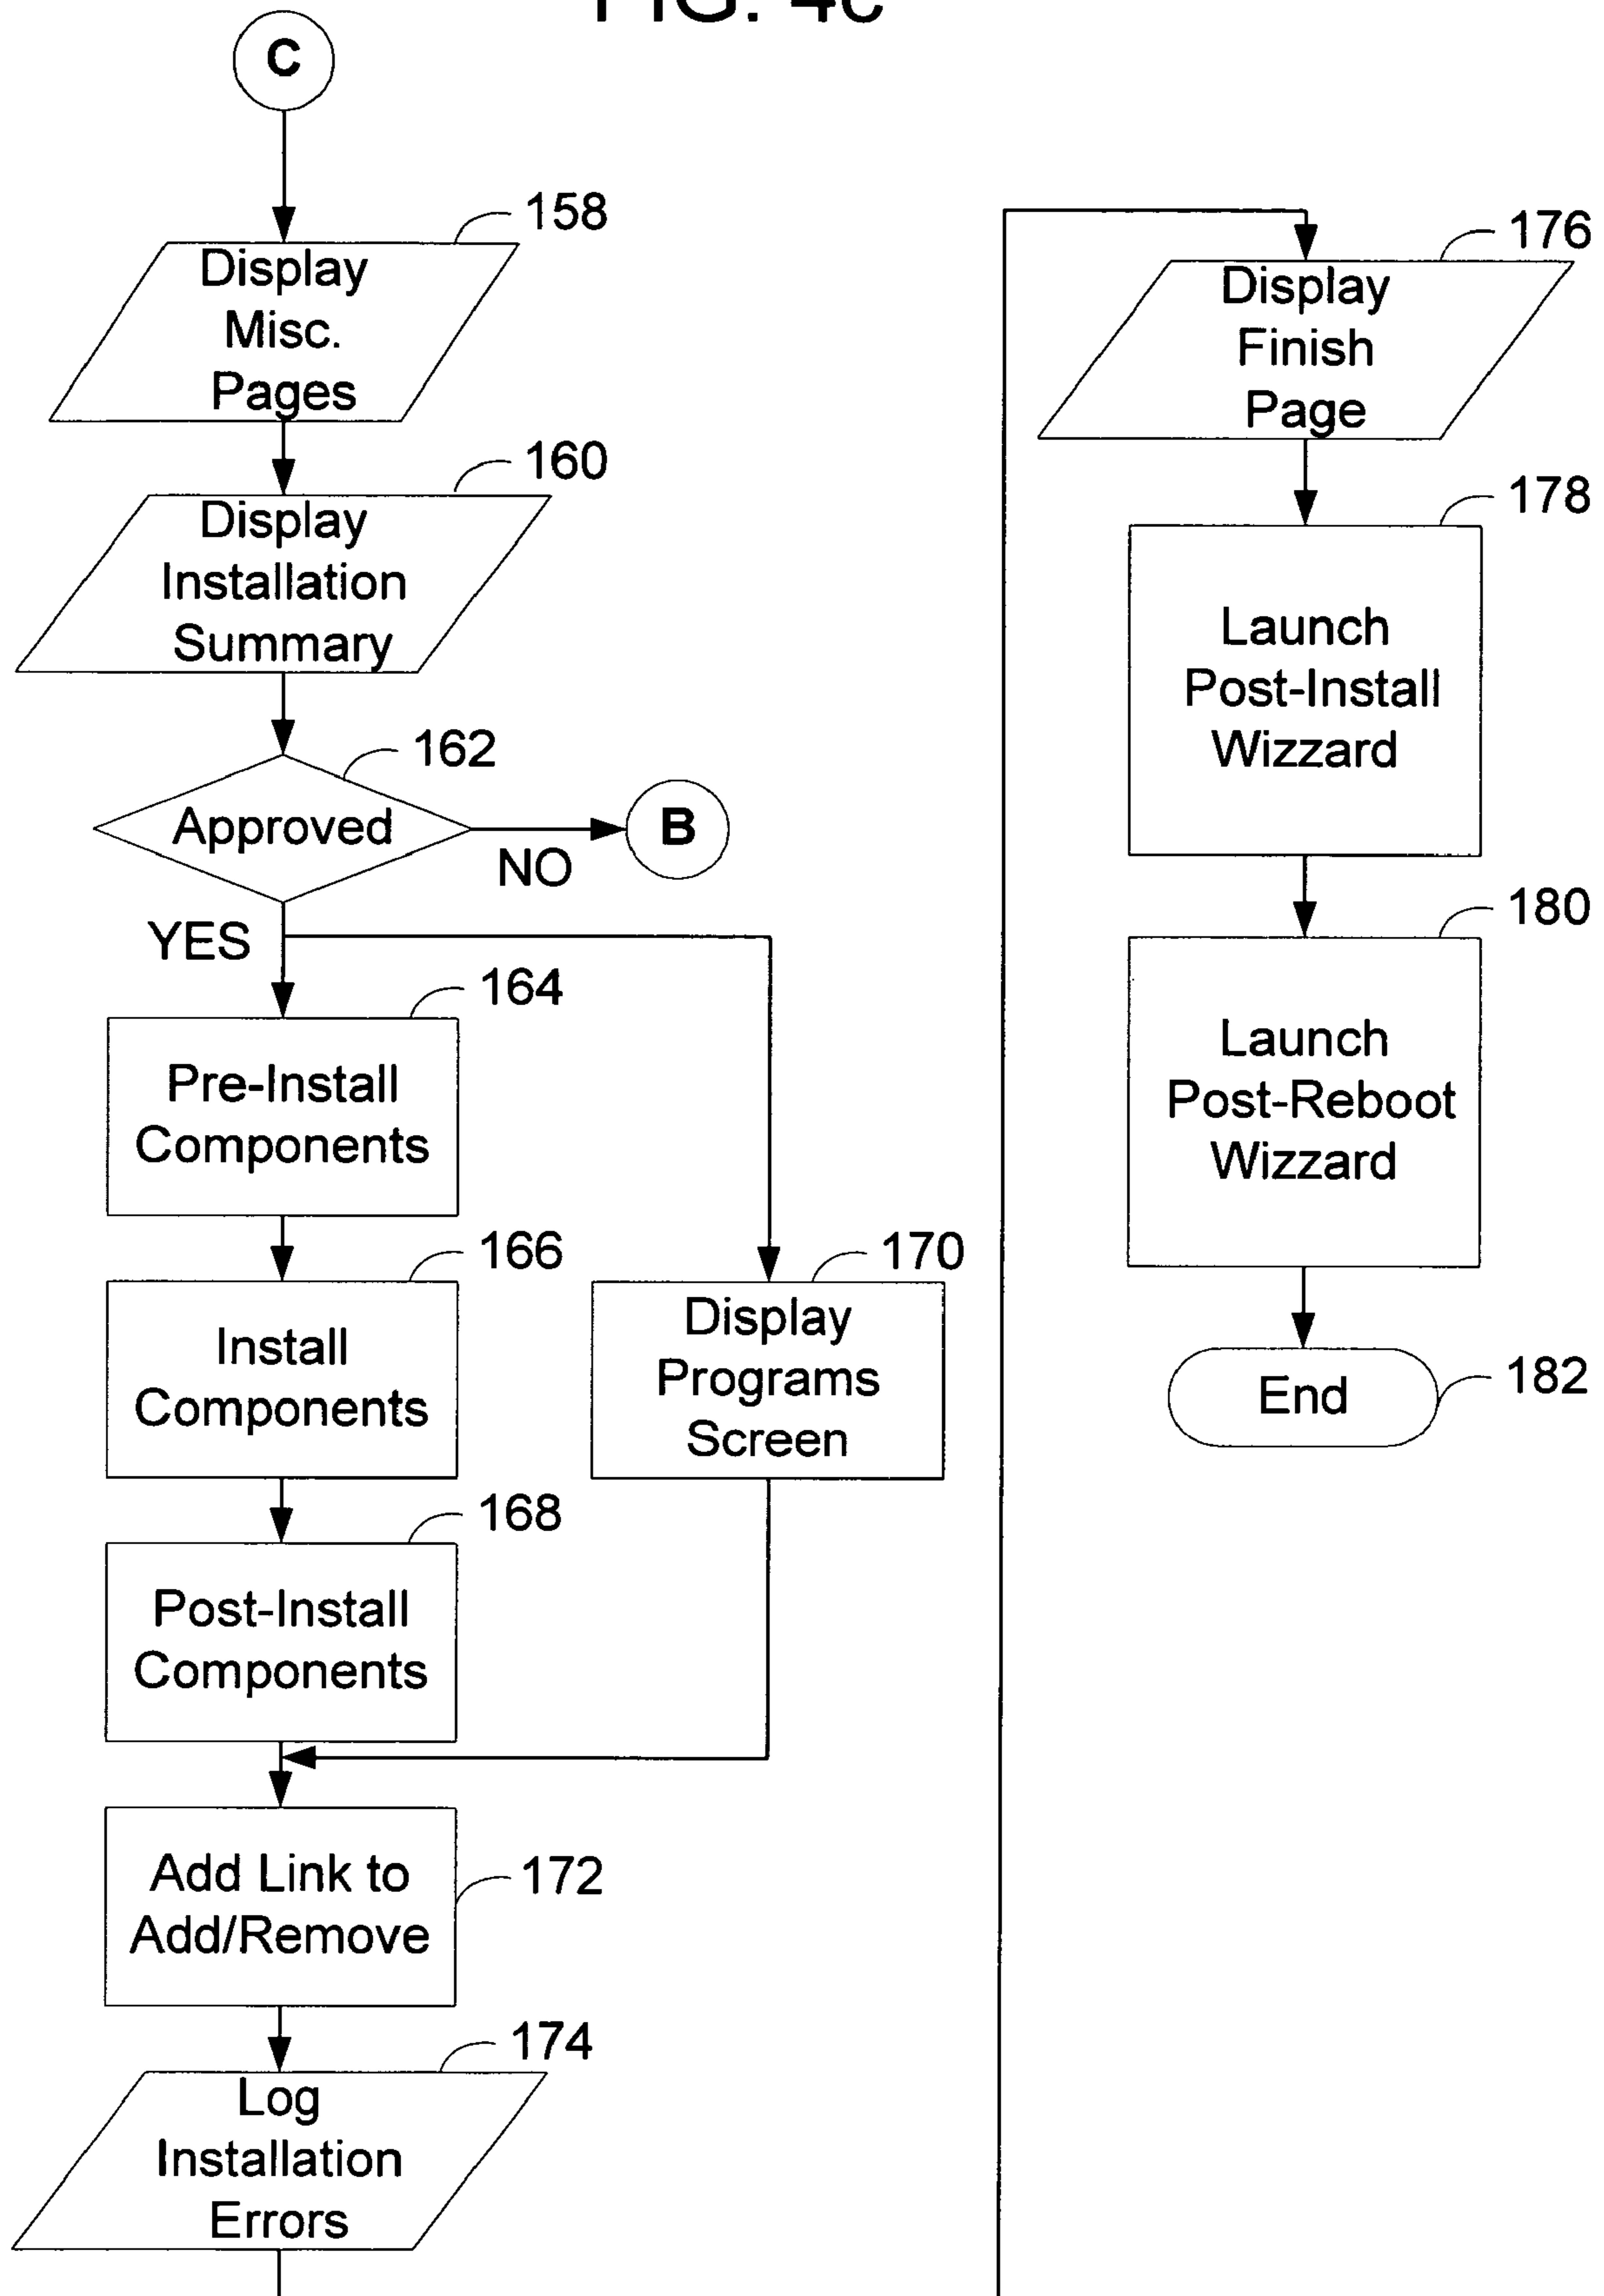 FIG. 4c
C
158
Display
Misc.
Pages
160
Display
Installation
Summary
162
Approved
NO
B
YES
164
Pre-Install
Components
166
Install
Components
170
Display
Programs
Screen
168
Post-Install
Components
172
Add Link to
Add/Remove
174
Log
Installation
Errors
176
Display
Finish
Page
178
Launch
Post-Install
Wizzard
180
Launch
Post-Reboot
Wizzard
End
182